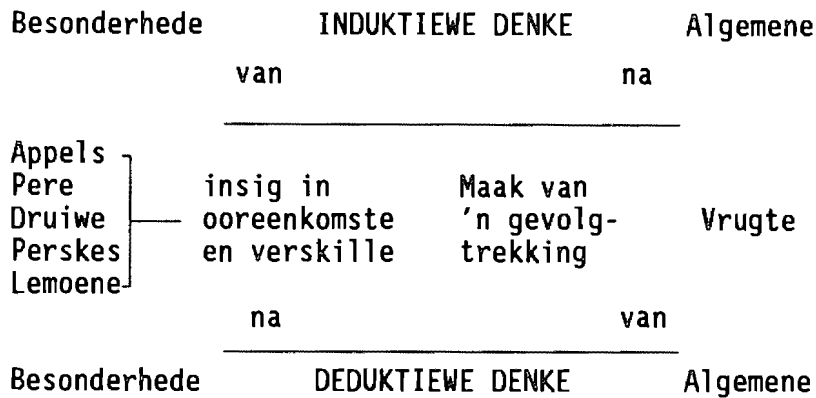 Besonderhede INDUKTIEWE DENKE Algemene
van na
Appels
Pere insig in Maak van
Druiwe ooreenkomste 'n gevolg- Vrugte
Perskes en verskille trekking
Lemoene
na van
Besonderhede DEDUKTIEWE DENKE Algemene